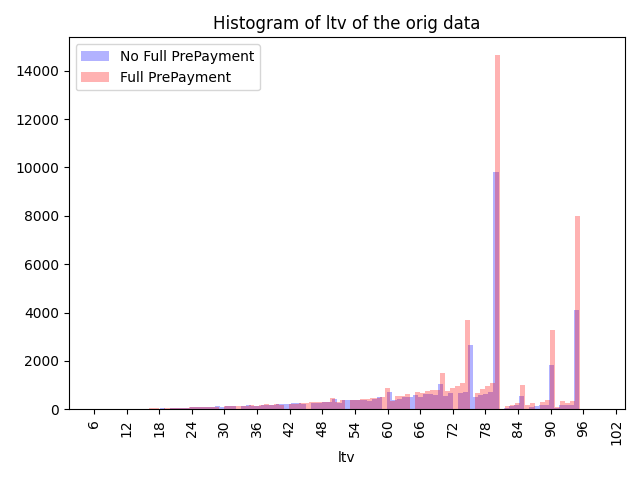 Histogram of ltv of the orig data
No Full PrePayment
Full PrePayment
14000
12000
10000
8000
6000
4000
2000
0
6 12 18 24 30 36 42 48 54 60 66 72 78 84 90 96 102
ltv